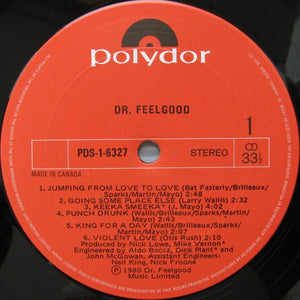 polydor
DR. FEELGOOD
1
PDS-1-6327
STEREO
CD
33⅓
MADE IN CANADA
1. JUMPING FROM LOVE TO LOVE (Bat Fasterly/Brilleaux/
Sparks/Martin/Mayo) 2:48
2. GOING SOME PLACE ELSE (Larry Wallis) 3:52
3. KEEKA SMEEKA* (J. Mayo) 4:02
4. PUNCH DRUNK (Wallis/Brilleaux/Sparks/Martin/
Mayo) 4:30
5. KING FOR A DAY (Wallis/Brilleaux/Sparks/Martin/
Mayo) 2:05
6. VIOLENT LOVE (Otis Rush) 2:10
Produced by Nick Lowe, Mike Vernon*
Engineered by Aldo Bocca, Dick Plant* and
John McGowan, Assistant Engineers:
Neil King, Nick Froome
℗ 1980 Dr. Feelgood
Music Limited